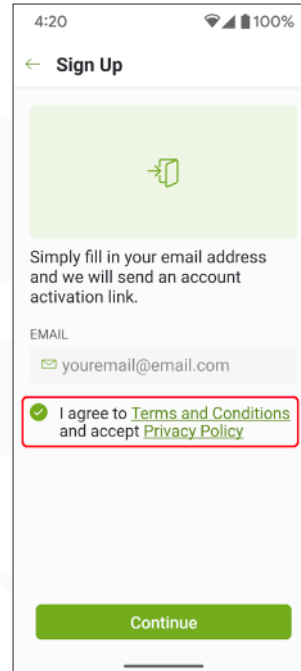 4:20 100%
Sign Up
Simply fill in your email address
and we will send an account
activation link.
EMAIL
youremail@email.com
I agree to Terms and Conditions
and accept Privacy Policy
Continue